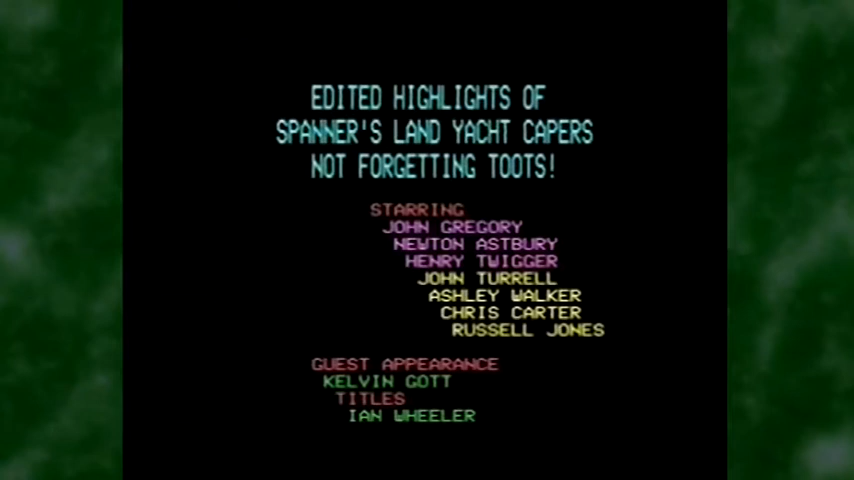 EDITED HIGHLIGHTS OF
SPANNER'S LAND YACHT CAPERS
NOT FORGETTING TOOTS!
STARRING
JOHN GREGORY
NEWTON ASTBURY
HENRY TWIGGER
JOHN TURRELL
ASHLEY WALKER
CHRIS CARTER
RUSSELL JONES
GUEST APPEARANCE
KELVIN GOTT
TITLES
IAN WHEELER